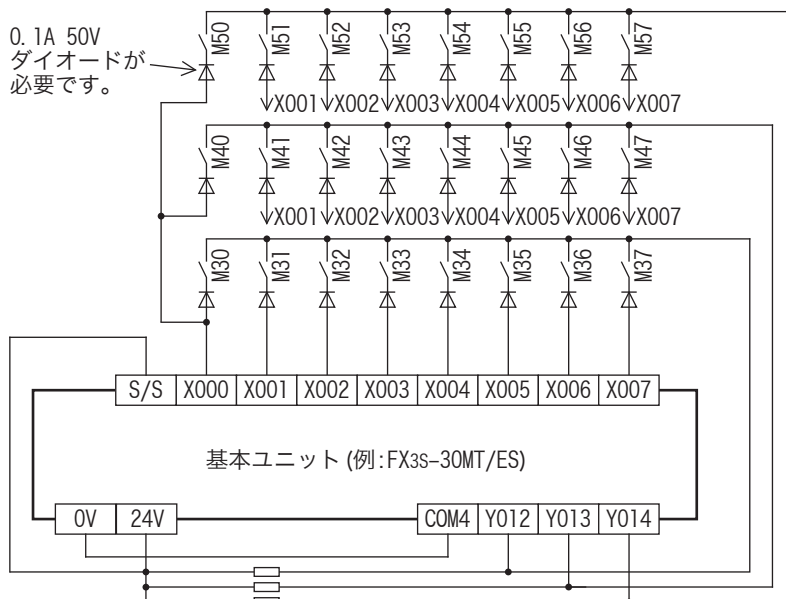 0.1A 50V
ダイオードが
必要です。
M50 M51 M52 M53 M54 M55 M56 M57
X001 X002 X003 X004 X005 X006 X007
M40 M41 M42 M43 M44 M45 M46 M47
X001 X002 X003 X004 X005 X006 X007
M30 M31 M32 M33 M34 M35 M36 M37
S/S X000 X001 X002 X003 X004 X005 X006 X007
基本ユニット(例:FX3S-30MT/ES)
0V 24V COM4 Y012 Y013 Y014